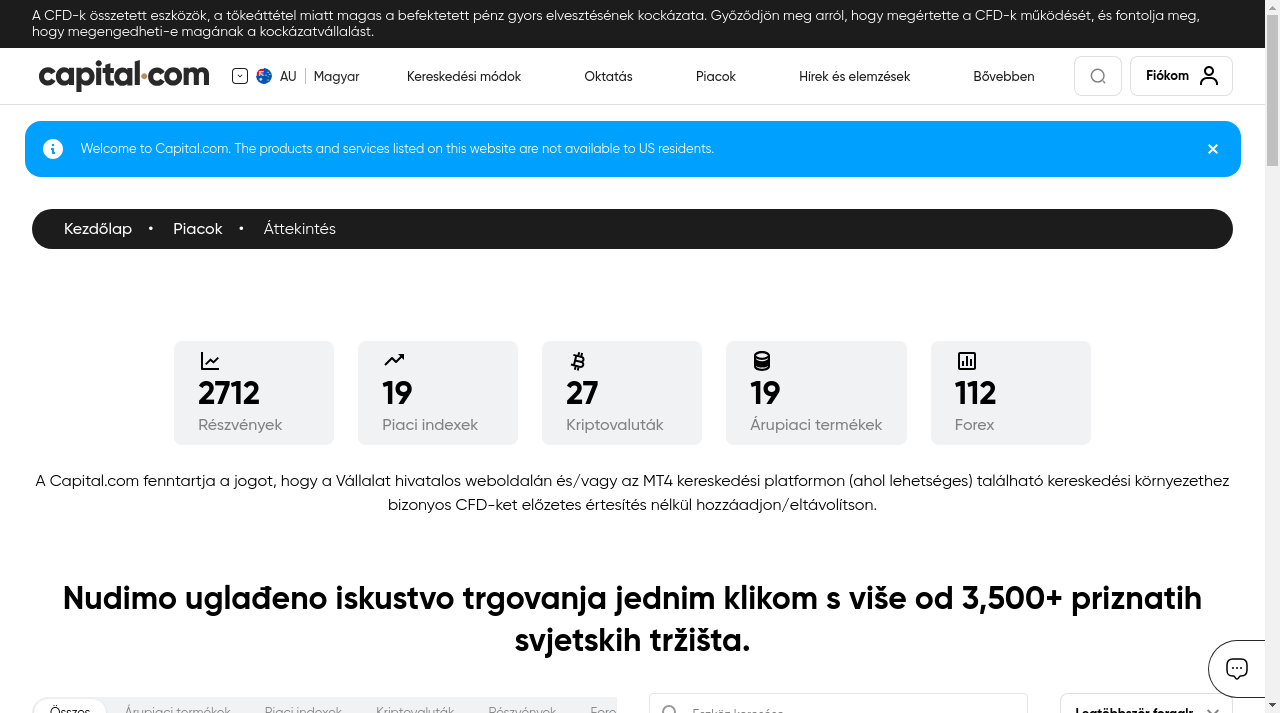 A CFD-k összetett eszközök, a tőkeáttétel miatt magas a befektetett pénz gyors elvesztésének kockázata. Győződjön meg arról, hogy megértette a CFD-k működését, és fontolja meg,
hogy megengedheti-e magának a kockázatvállalást.
capital.com AU Magyar Kereskedési módok Oktatás Piacok Hírek és elemzések Bővebben Fiókom
Welcome to Capital.com. The products and services listed on this website are not available to US residents.
Kezdőlap • Piacok • Áttekintés
2712 19 27 19 112
Részvények Piaci indexek Kriptovaluták Árupiaci termékek Forex
A Capital.com fenntartja a jogot, hogy a Vállalat hivatalos weboldalán és/vagy az MT4 kereskedési platformon (ahol lehetséges) található kereskedési környezethez
bizonyos CFD-ket előzetes értesítés nélkül hozzáadjon/eltávolítson.
Nudimo uglađeno iskustvo trgovanja jednim klikom s više od 3,500+ priznatih
svjetskih tržišta.
Összes Árupiaci termékek Piaci indexek Kriptovaluták Részvények Fore Eszköz keresése Legtöbbször forgalr